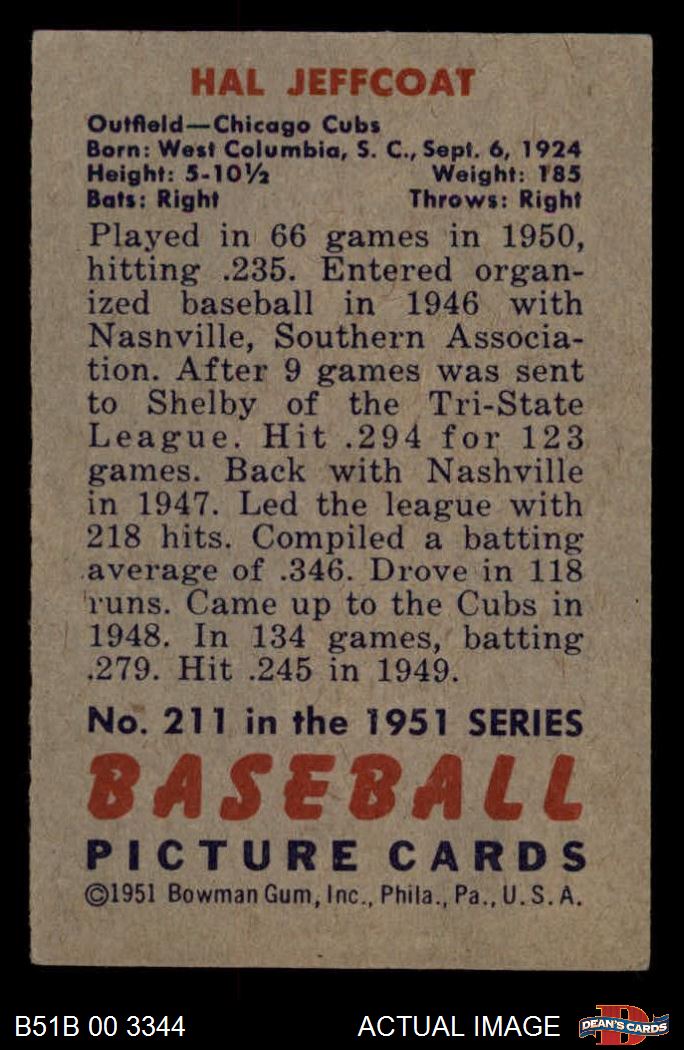 HAL JEFFCOAT
Outfield—Chicago Cubs
Born: West Columbia, S. C., Sept. 6, 1924
Height: 5-10½ Weight: 185
Bats: Right Throws: Right
Played in 66 games in 1950,
hitting .235. Entered organ-
ized baseball in 1946 with
Nashville, Southern Associa-
tion. After 9 games was sent
to Shelby of the Tri-State
League. Hit .294 for 123
games. Back with Nashville
in 1947. Led the league with
218 hits. Compiled a batting
average of .346. Drove in 118
runs. Came up to the Cubs in
1948. In 134 games, batting
.279. Hit .245 in 1949.
No. 211 in the 1951 SERIES
BASEBALL
PICTURE CARDS
©1951 Bowman Gum, Inc., Phila., Pa., U. S. A.
B51B 00 3344 ACTUAL IMAGE D DEAN'S CARDS